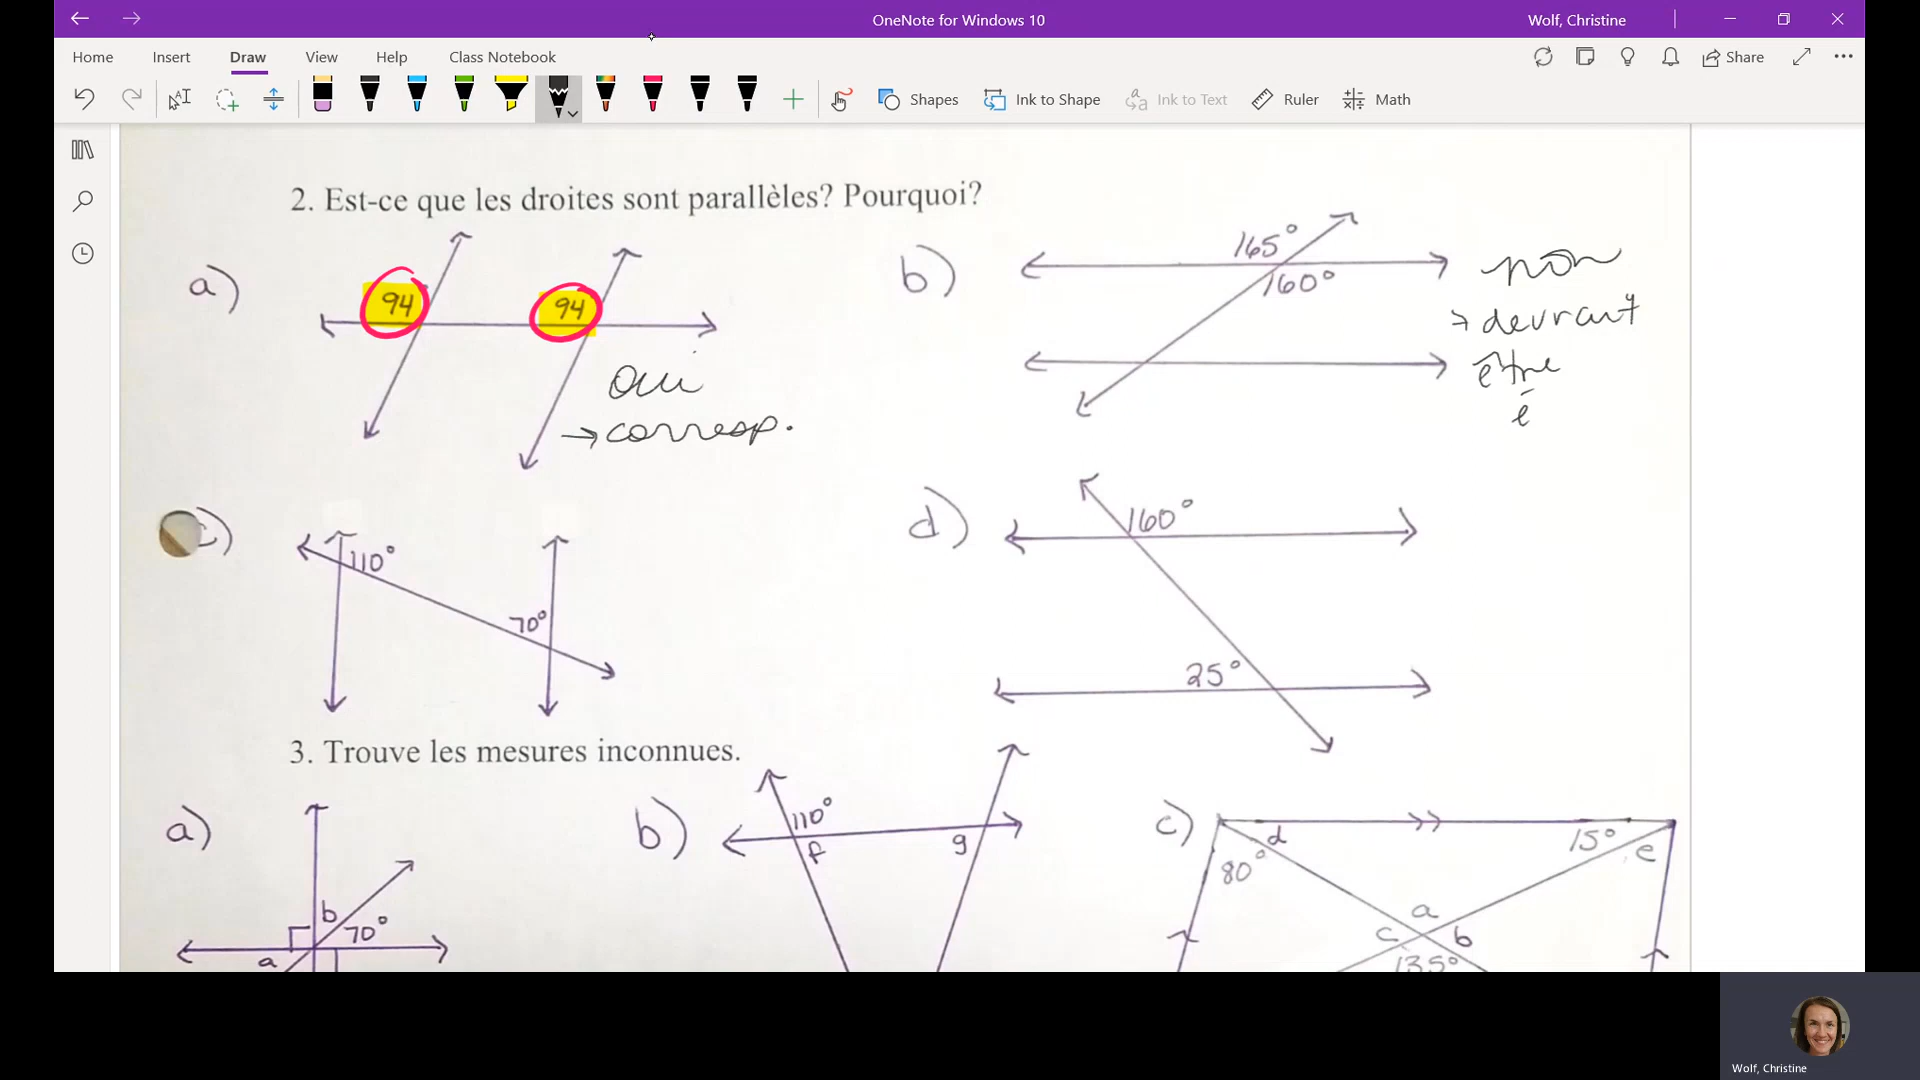 OneNote for Windows 10
Wolf, Christine
Home
Insert
Draw
View
Help
Class Notebook
Share
Shapes
Ink to Shape
Ink to Text
Ruler
Math
2. Est-ce que les droites sont parallèles? Pourquoi?
a)
94
94
oui
→ corresp.
b)
165°
160°
non
→ devrait
être
é
c)
110°
70°
d)
160°
25°
3. Trouve les mesures inconnues.
a)
b
70°
a
b)
110°
f
g
c)
d
15°
80°
e
a
c
b
135°
Wolf, Christine